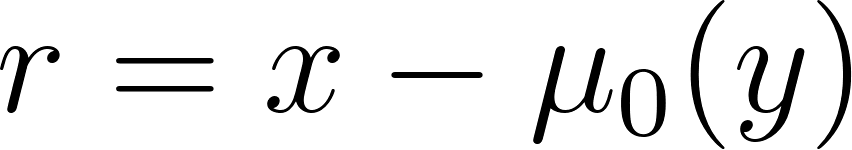 r = x − μ₀(y)